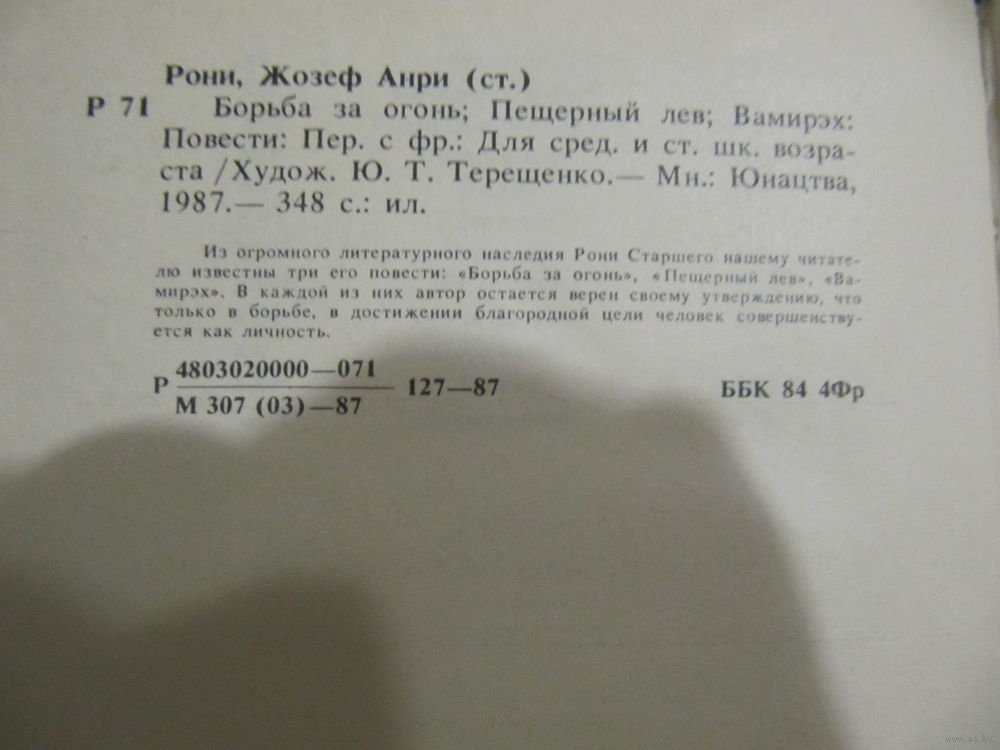 Рони, Жозеф Анри (ст.)
Р 71 Борьба за огонь; Пещерный лев; Вамирэх:
Повести: Пер. с фр.: Для сред. и ст. шк. возра-
ста /Худож. Ю. Т. Терещенко.— Мн.: Юнацтва,
1987.— 348 с.: ил.
Из огромного литературного наследия Рони Старшего нашему читате-
лю известны три его повести: «Борьба за огонь», «Пещерный лев», «Ва-
мирэх». В каждой из них автор остается верен своему утверждению, что
только в борьбе, в достижении благородной цели человек совершенству-
ется как личность.
Р 4803020000—071 127—87 ББК 84 4Фр
М 307 (03)—87
www.ay.by